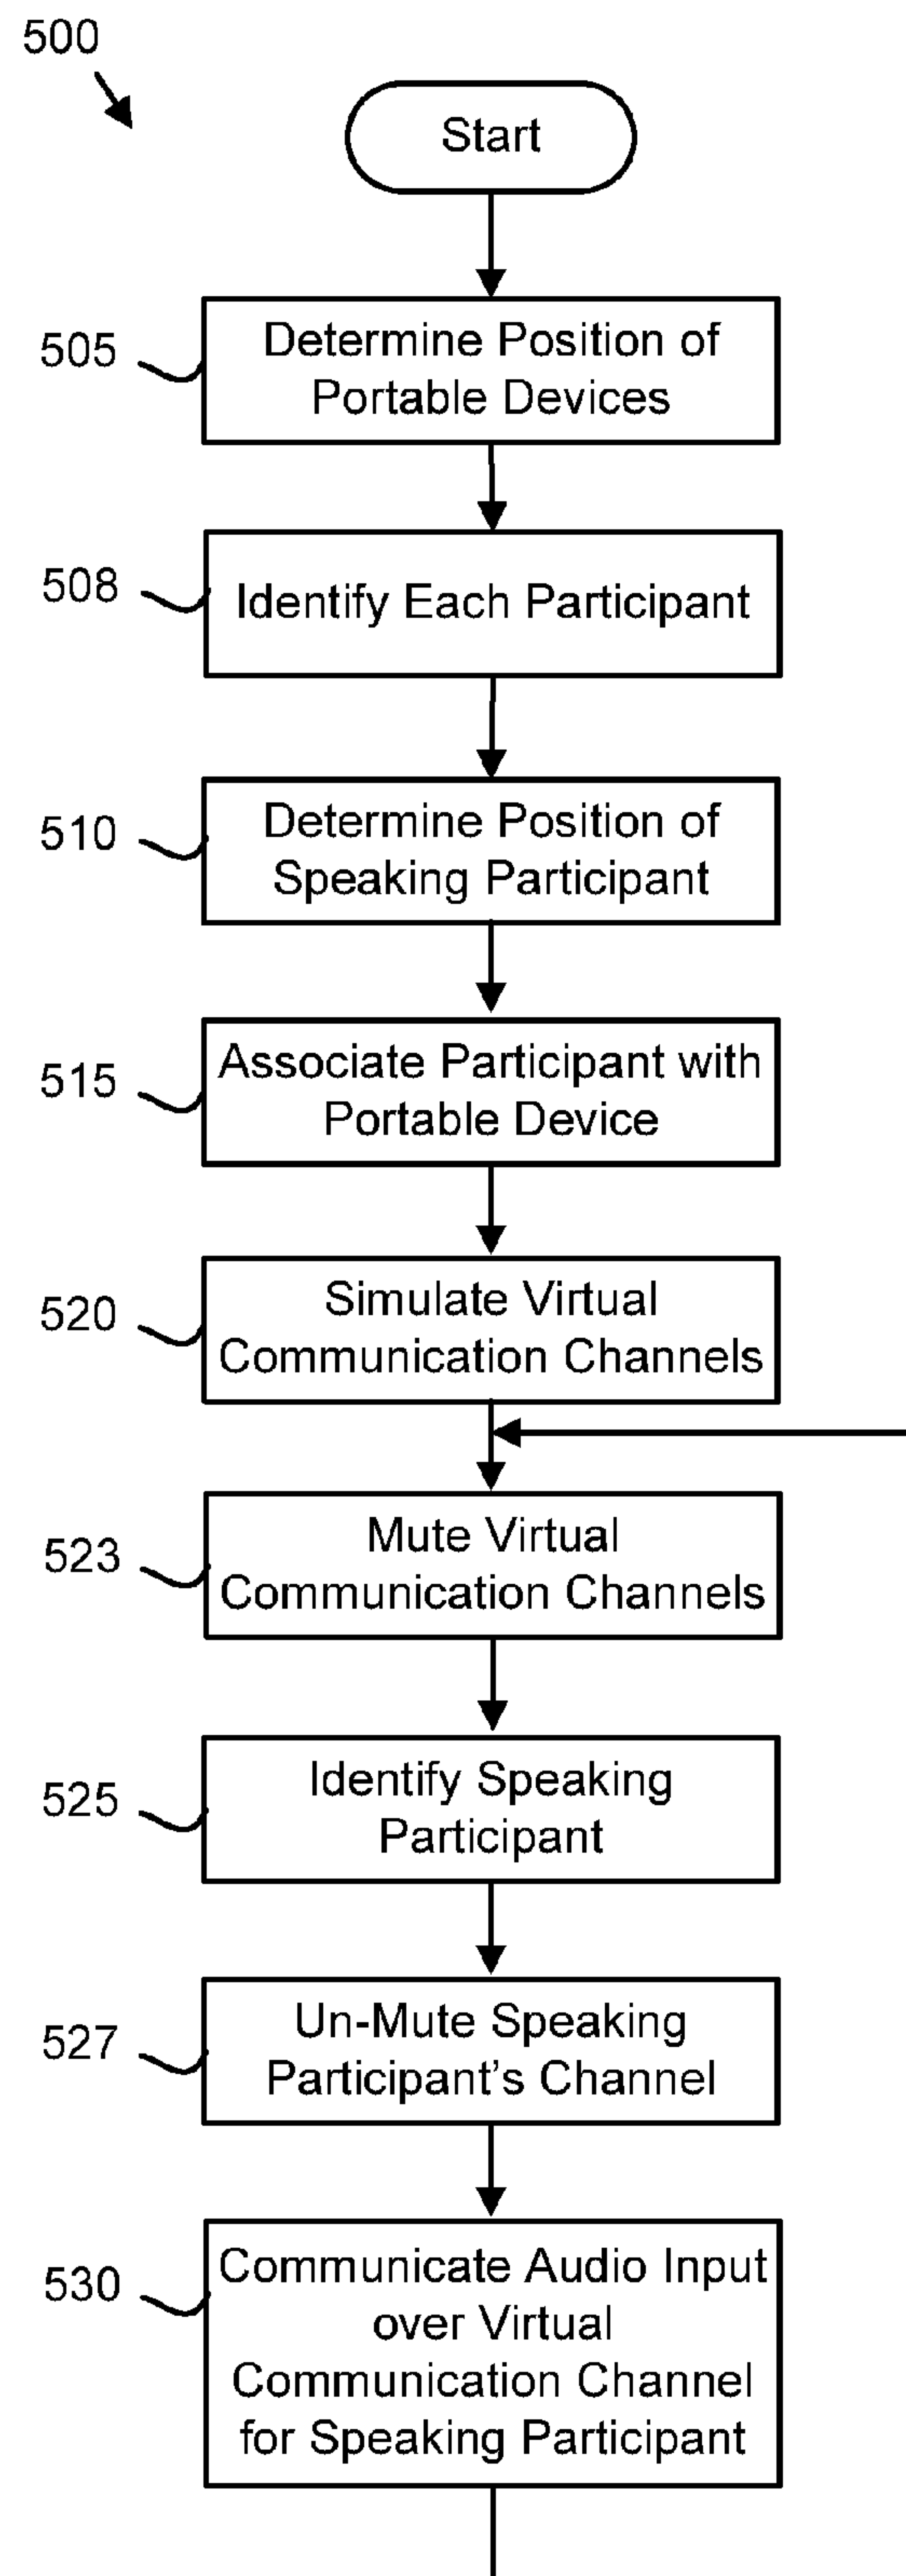 500
Start
505
Determine Position of
Portable Devices
508
Identify Each Participant
510
Determine Position of
Speaking Participant
515
Associate Participant with
Portable Device
520
Simulate Virtual
Communication Channels
523
Mute Virtual
Communication Channels
525
Identify Speaking
Participant
527
Un-Mute Speaking
Participant’s Channel
530
Communicate Audio Input
over Virtual
Communication Channel
for Speaking Participant